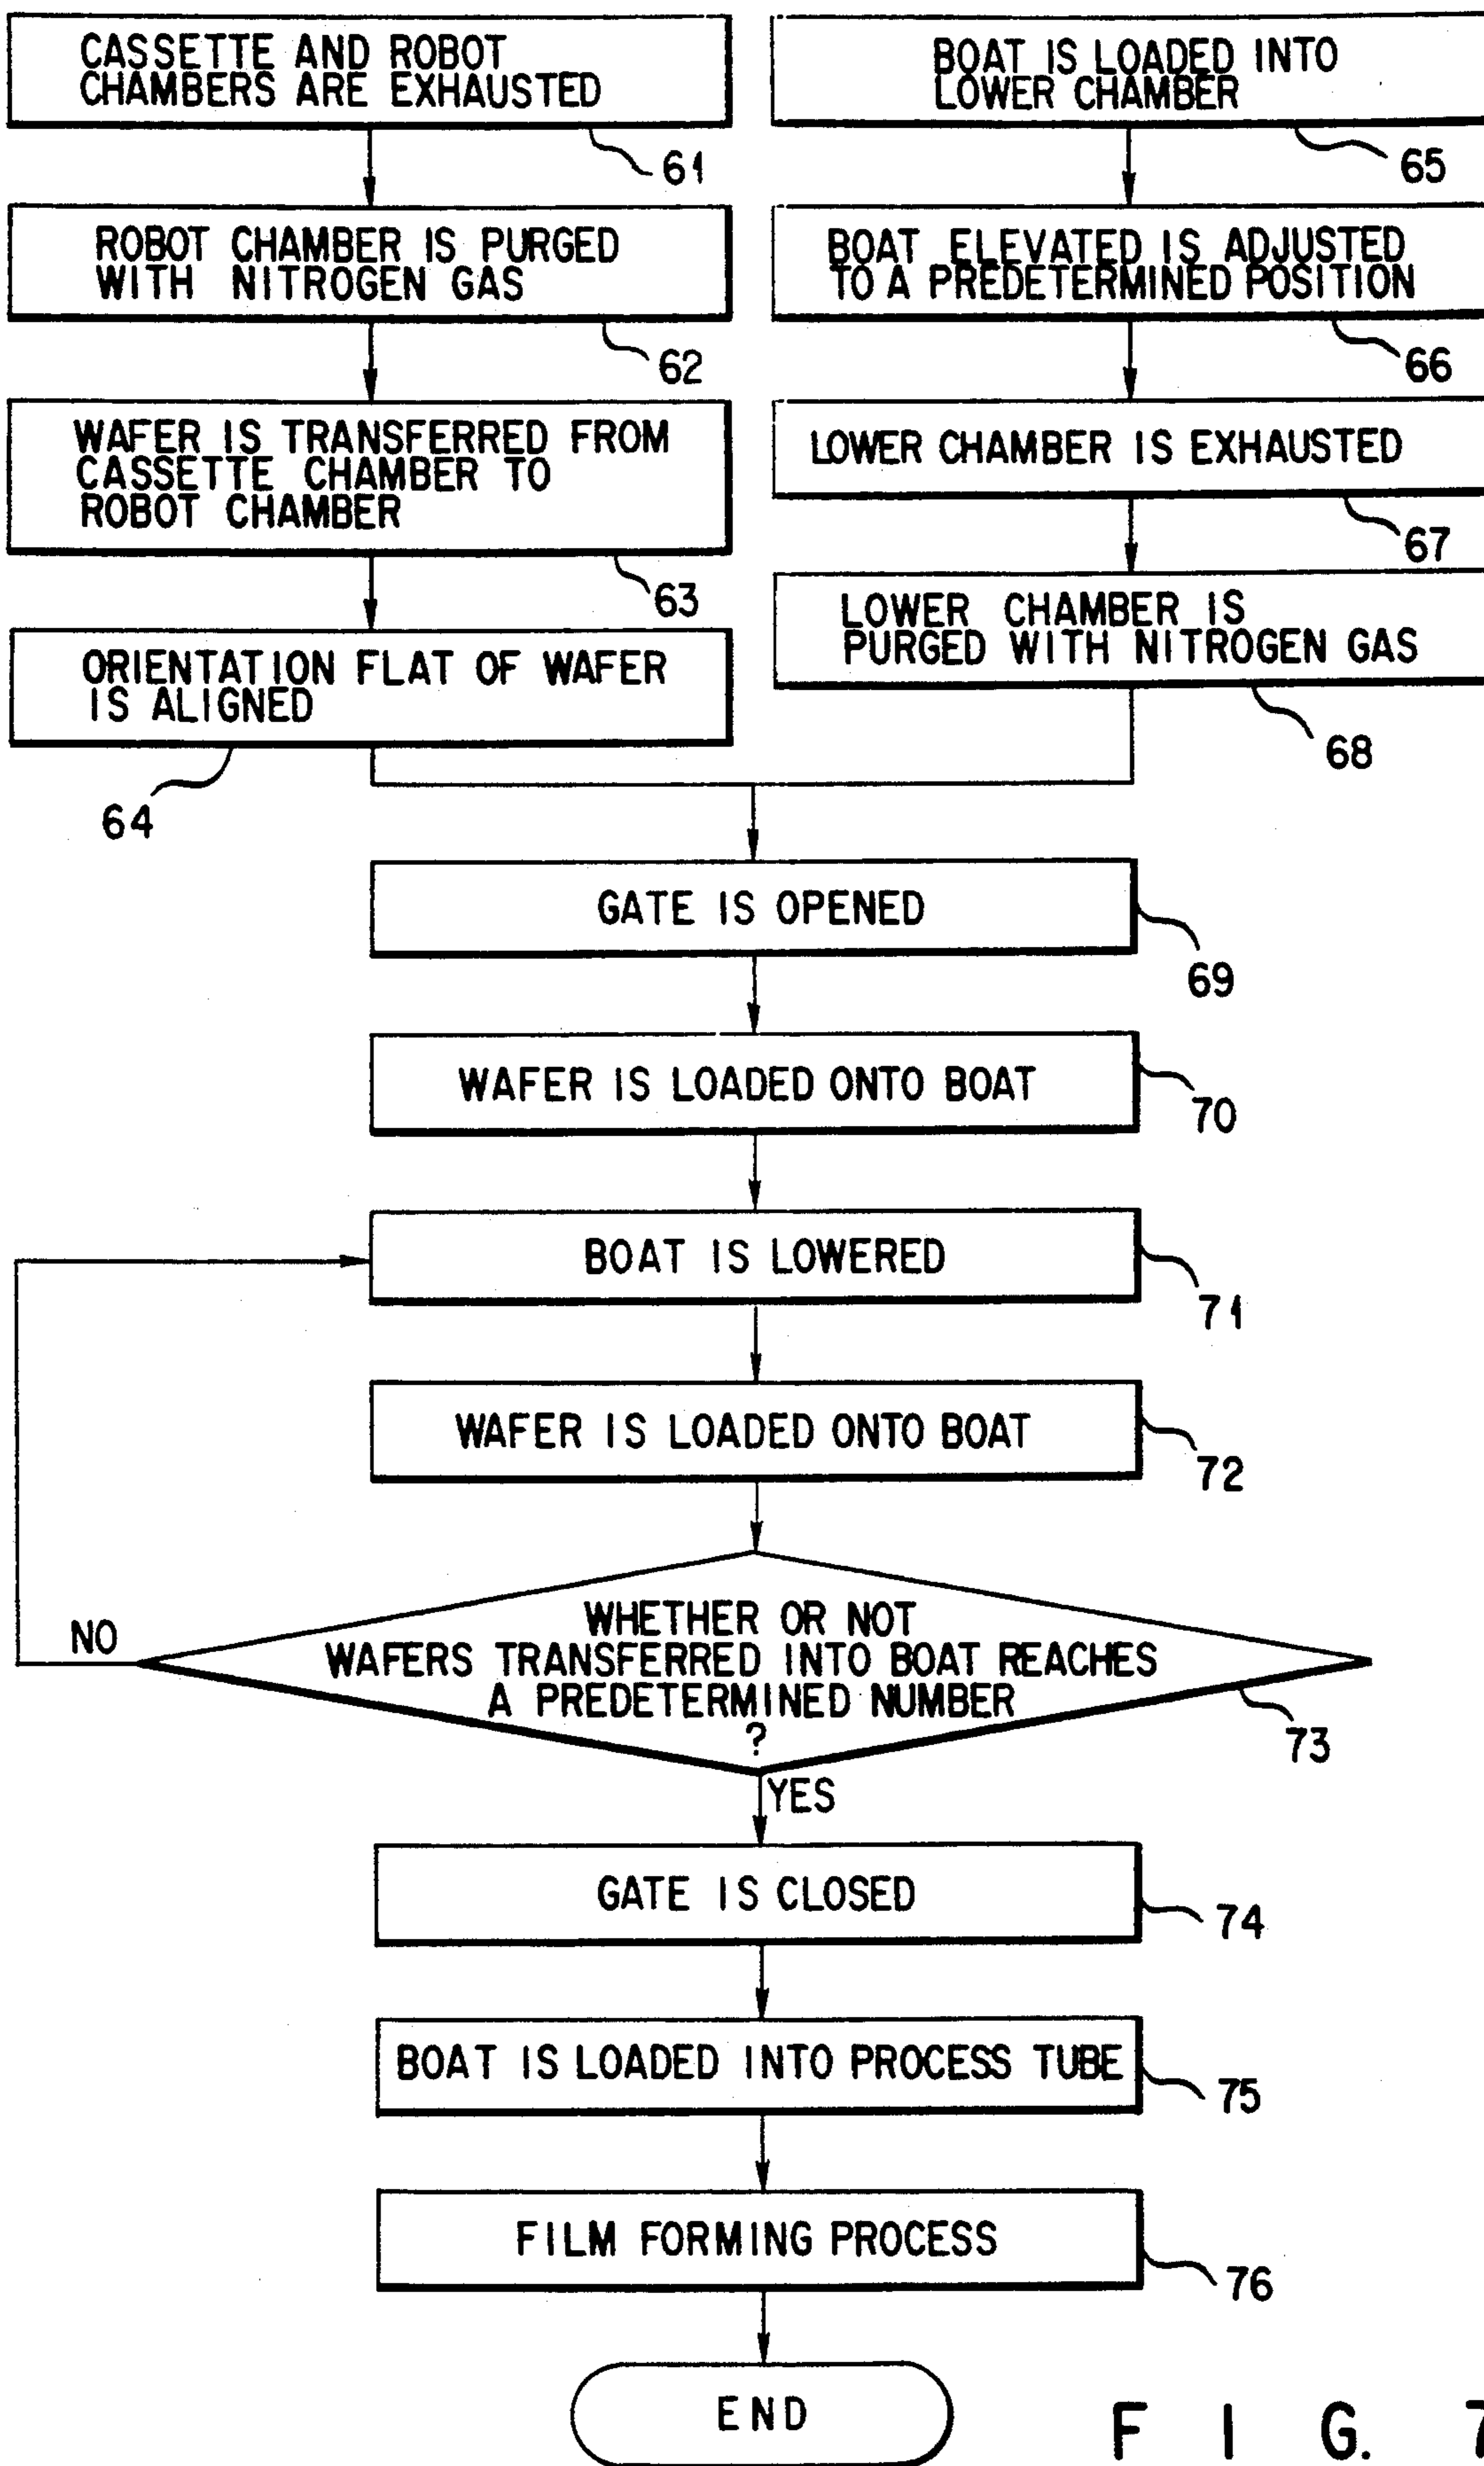 CASSETTE AND ROBOT
CHAMBERS ARE EXHAUSTED
61
ROBOT CHAMBER IS PURGED
WITH NITROGEN GAS
62
WAFER IS TRANSFERRED FROM
CASSETTE CHAMBER TO
ROBOT CHAMBER
63
ORIENTATION FLAT OF WAFER
IS ALIGNED
64
BOAT IS LOADED INTO
LOWER CHAMBER
65
BOAT ELEVATED IS ADJUSTED
TO A PREDETERMINED POSITION
66
LOWER CHAMBER IS EXHAUSTED
67
LOWER CHAMBER IS
PURGED WITH NITROGEN GAS
68
GATE IS OPENED
69
WAFER IS LOADED ONTO BOAT
70
BOAT IS LOWERED
71
WAFER IS LOADED ONTO BOAT
72
WHETHER OR NOT
WAFERS TRANSFERRED INTO BOAT REACHES
A PREDETERMINED NUMBER
?
73
NO
YES
GATE IS CLOSED
74
BOAT IS LOADED INTO PROCESS TUBE
75
FILM FORMING PROCESS
76
END
FIG. 7